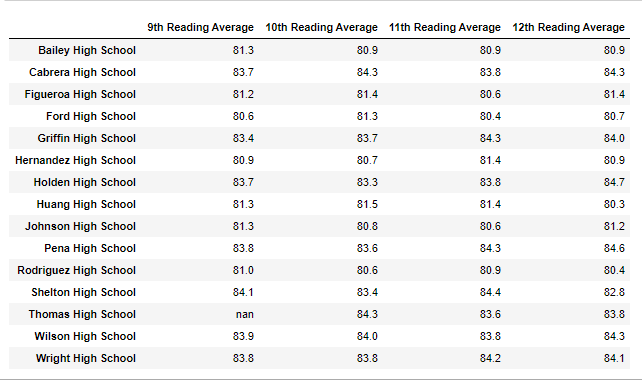 9th Reading Average 10th Reading Average 11th Reading Average 12th Reading Average
Bailey High School 81.3 80.9 80.9 80.9
Cabrera High School 83.7 84.3 83.8 84.3
Figueroa High School 81.2 81.4 80.6 81.4
Ford High School 80.6 81.3 80.4 80.7
Griffin High School 83.4 83.7 84.3 84.0
Hernandez High School 80.9 80.7 81.4 80.9
Holden High School 83.7 83.3 83.8 84.7
Huang High School 81.3 81.5 81.4 80.3
Johnson High School 81.3 80.8 80.6 81.2
Pena High School 83.8 83.6 84.3 84.6
Rodriguez High School 81.0 80.6 80.9 80.4
Shelton High School 84.1 83.4 84.4 82.8
Thomas High School nan 84.3 83.6 83.8
Wilson High School 83.9 84.0 83.8 84.3
Wright High School 83.8 83.8 84.2 84.1